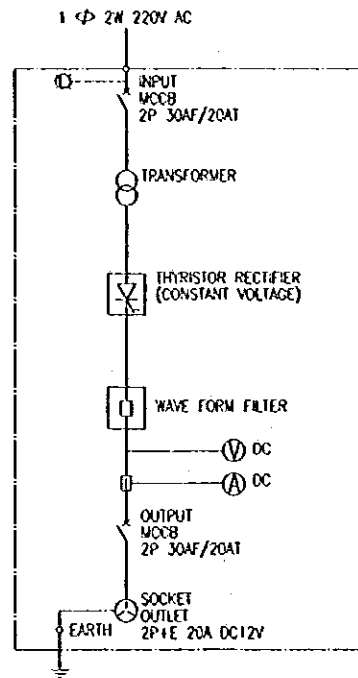 1 Φ 2W 220V AC
INPUT
MCCB
2P 30AF/20AT
TRANSFORMER
THYRISTOR RECTIFIER
(CONSTANT VOLTAGE)
WAVE FORM FILTER
V DC
A DC
OUTPUT
MCCB
2P 30AF/20AT
SOCKET
OUTLET
2P+E 20A DC12V
EARTH